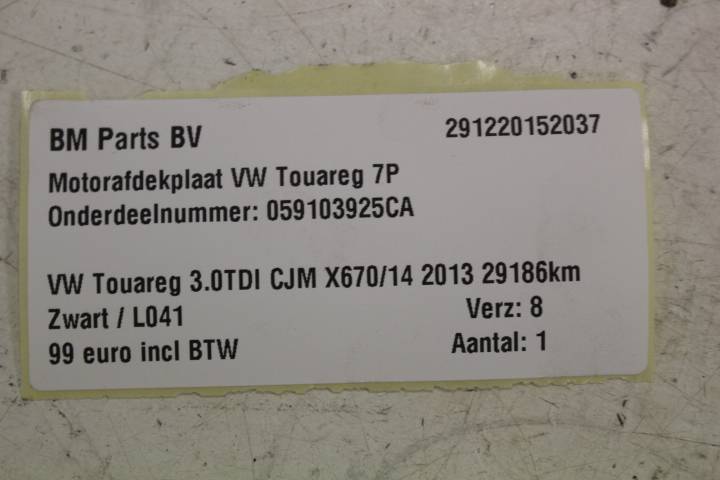 BM Parts BV 291220152037
Motorafdekplaat VW Touareg 7P
Onderdeelnummer: 059103925CA
VW Touareg 3.0TDI CJM X670/14 2013 29186km
Zwart / L041 Verz: 8
99 euro incl BTW Aantal: 1